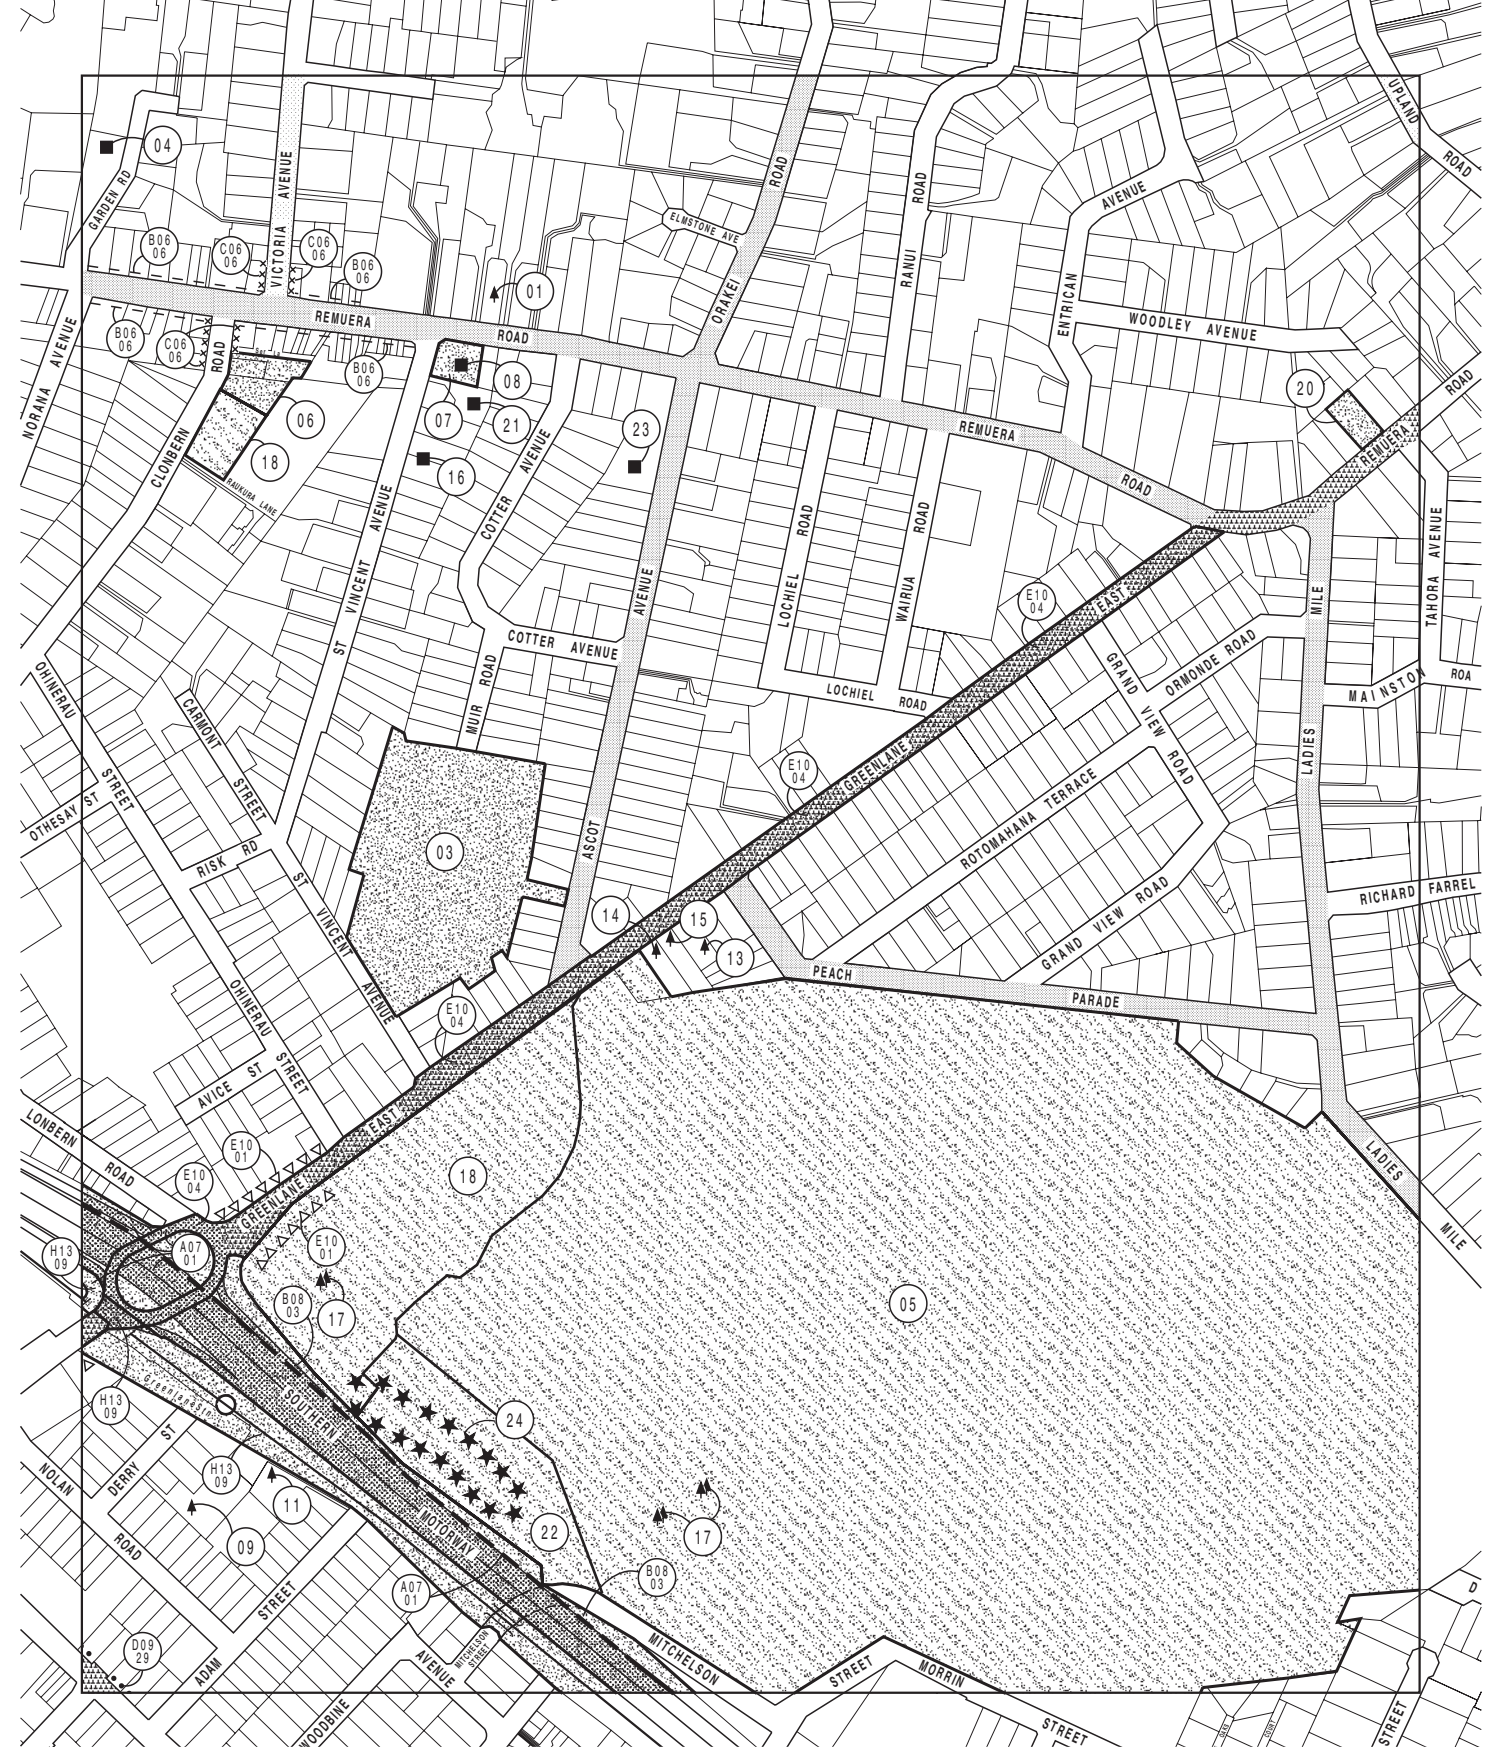 UPLAND
ROAD
04
GARDEN RD
VICTORIA AVENUE
ROAD
RANUI ROAD
AVENUE
ELMSTONE AVE
B06
06
C06
06
C06
06
B06
06
01
ORAKEI
ENTRICAN
NORANA AVENUE
REMUERA
ROAD
WOODLEY AVENUE
B06
06
C06
06
ROAD
B06
06
08
20
ROAD
06
07
21
23
REMUERA
REMUERA
CLONBERN
18
16
ROAD
RAUKURA LANE
COTTER AVENUE
ST VINCENT AVENUE
AVENUE
LOCHIEL ROAD
WAIRUA ROAD
E10
04
EAST
MILE
TAHORA AVENUE
COTTER AVENUE
GRAND VIEW ROAD
ORMONDE ROAD
OHINERAU STREET
MUIR ROAD
LOCHIEL ROAD
MAINSTON
ROA
CARMONT STREET
LADIES
E10
04
GREENLANE
OTHESAY ST
ROTOMAHANA TERRACE
RISK RD
03
ASCOT
ST VINCENT AVENUE
GRAND VIEW ROAD
RICHARD FARREL
14
15
13
PEACH
PARADE
OHINERAU STREET
E10
04
AVICE ST
EAST
LONBERN ROAD
E10
01
E10
04
18
LADIES
MILE
GREENLANE
H13
09
A07
01
E10
01
B08
03
17
05
Greenlane Stn
H13
09
SOUTHERN
24
DERRY ST
NOLAN
H13
09
11
09
MOTORWAY
22
17
ROAD
B08
03
A07
01
STREET
D09
29
ADAM
MITCHELSON
STREET
AVENUE
MITCHELSON
STREET
MORRIN
D
WOODBINE
STREET
STREET